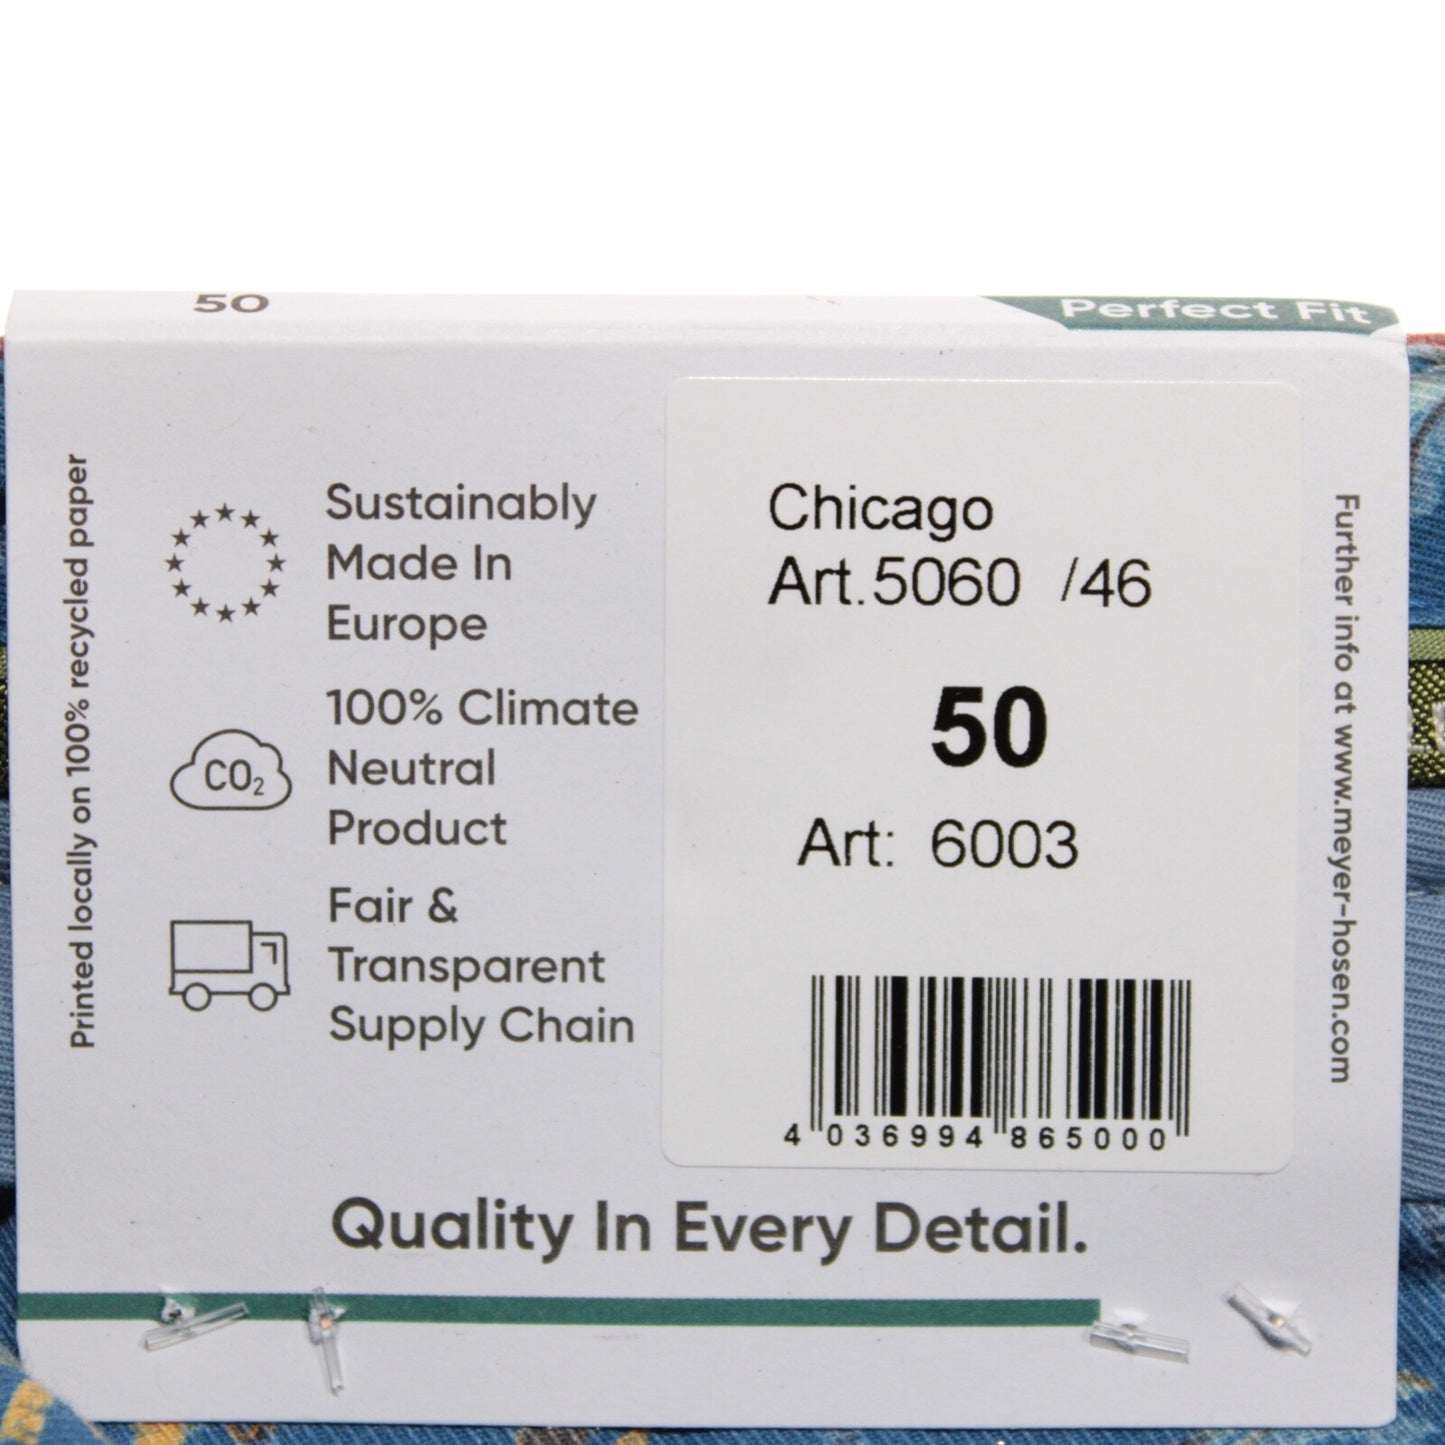 50
Perfect Fit
Printed locally on 100% recycled paper
Sustainably
Made In
Europe
CO₂
100% Climate
Neutral
Product
Fair &
Transparent
Supply Chain
Chicago
Art.5060 /46
50
Art: 6003
4 036994 865000
Further info at www.meyer-hosen.com
Quality In Every Detail.